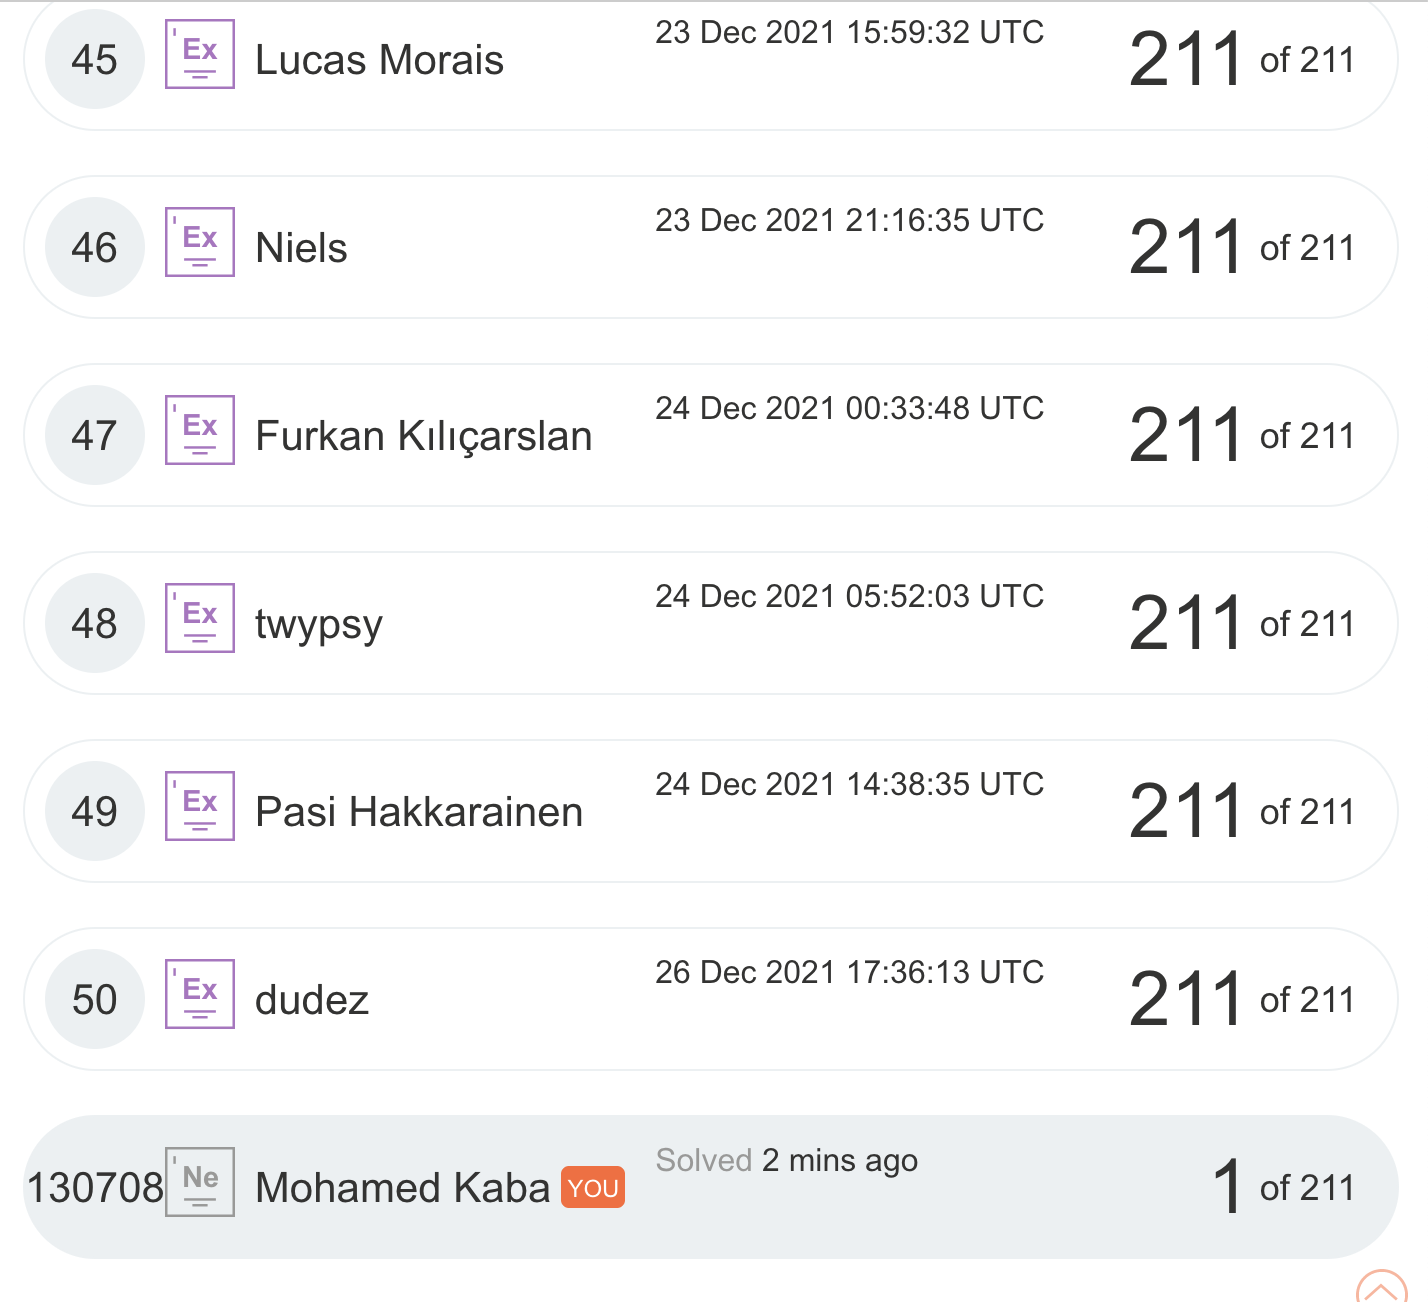 45 Ex Lucas Morais 23 Dec 2021 15:59:32 UTC 211 of 211
46 Ex Niels 23 Dec 2021 21:16:35 UTC 211 of 211
47 Ex Furkan Kılıçarslan 24 Dec 2021 00:33:48 UTC 211 of 211
48 Ex twypsy 24 Dec 2021 05:52:03 UTC 211 of 211
49 Ex Pasi Hakkarainen 24 Dec 2021 14:38:35 UTC 211 of 211
50 Ex dudez 26 Dec 2021 17:36:13 UTC 211 of 211
130708 Ne Mohamed Kaba YOU Solved 2 mins ago 1 of 211